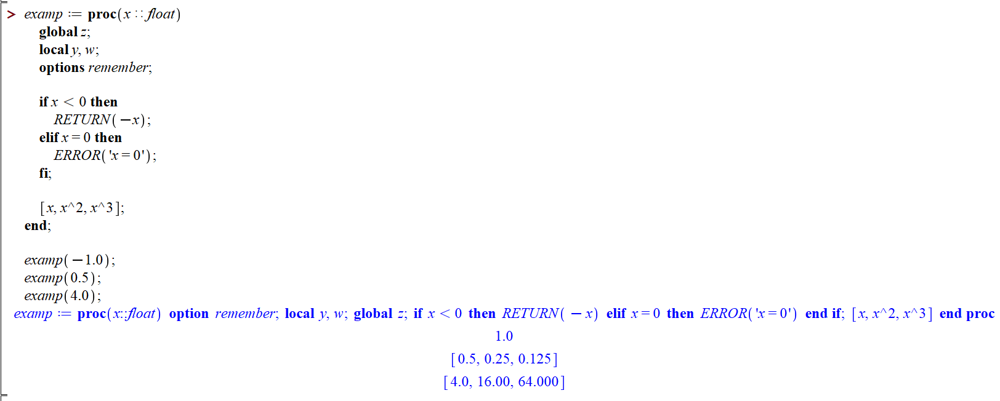 > examp := proc(x :: float)
global z;
local y, w;
options remember;
if x < 0 then
RETURN( −x);
elif x = 0 then
ERROR( 'x = 0');
fi;
[x, x^2, x^3];
end;
examp( −1.0);
examp(0.5);
examp(4.0);
examp := proc(x::float) option remember; local y, w; global z; if x < 0 then RETURN( − x) elif x = 0 then ERROR( 'x = 0') end if; [x, x^2, x^3] end proc
1.0
[0.5, 0.25, 0.125]
[4.0, 16.00, 64.000]